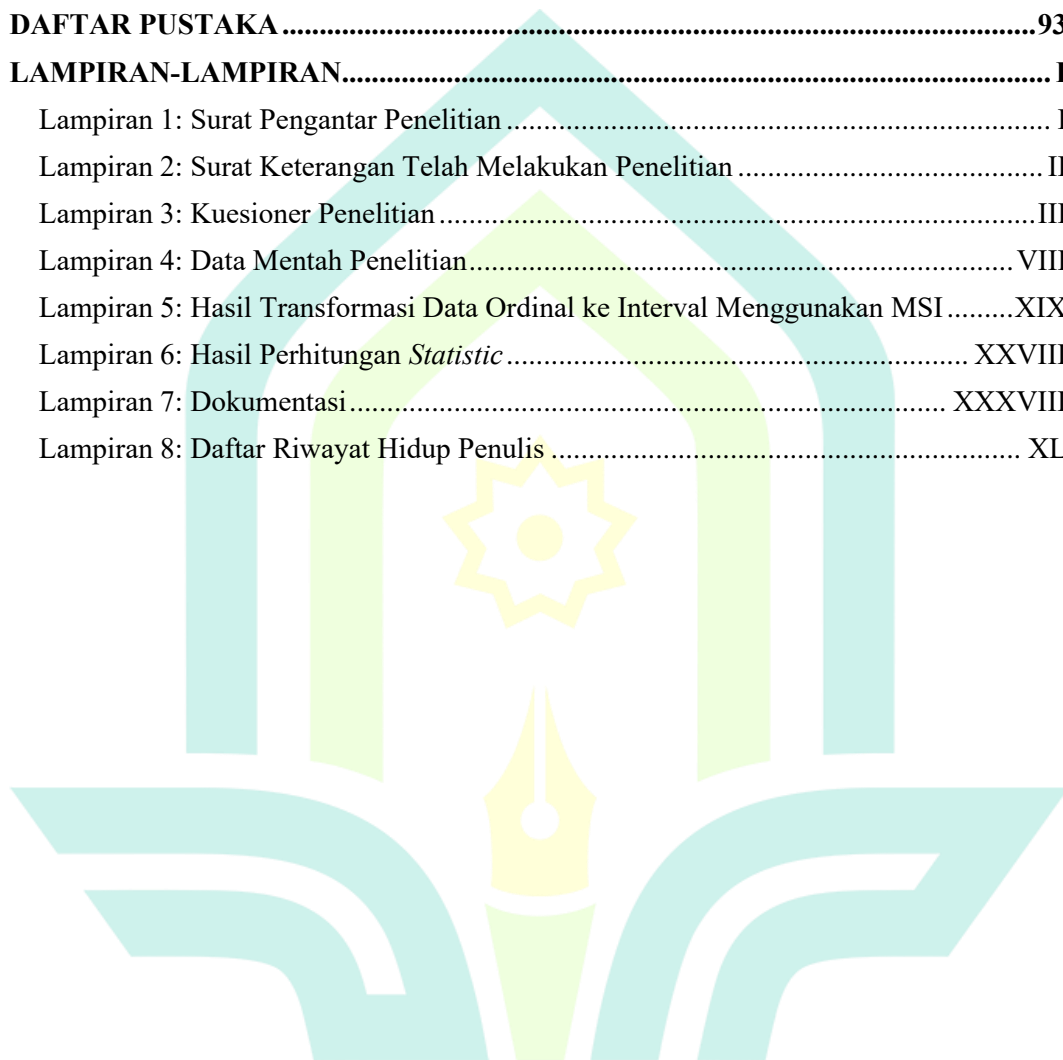 DAFTAR PUSTAKA....................................................................................................93
LAMPIRAN-LAMPIRAN............................................................................................ I
Lampiran 1: Surat Pengantar Penelitian...................................................................... I
Lampiran 2: Surat Keterangan Telah Melakukan Penelitian....................................... II
Lampiran 3: Kuesioner Penelitian..............................................................................III
Lampiran 4: Data Mentah Penelitian...................................................................... VIII
Lampiran 5: Hasil Transformasi Data Ordinal ke Interval Menggunakan MSI.........XIX
Lampiran 6: Hasil Perhitungan Statistic............................................................ XXVIII
Lampiran 7: Dokumentasi.............................................................................. XXXVIII
Lampiran 8: Daftar Riwayat Hidup Penulis ............................................................. XL